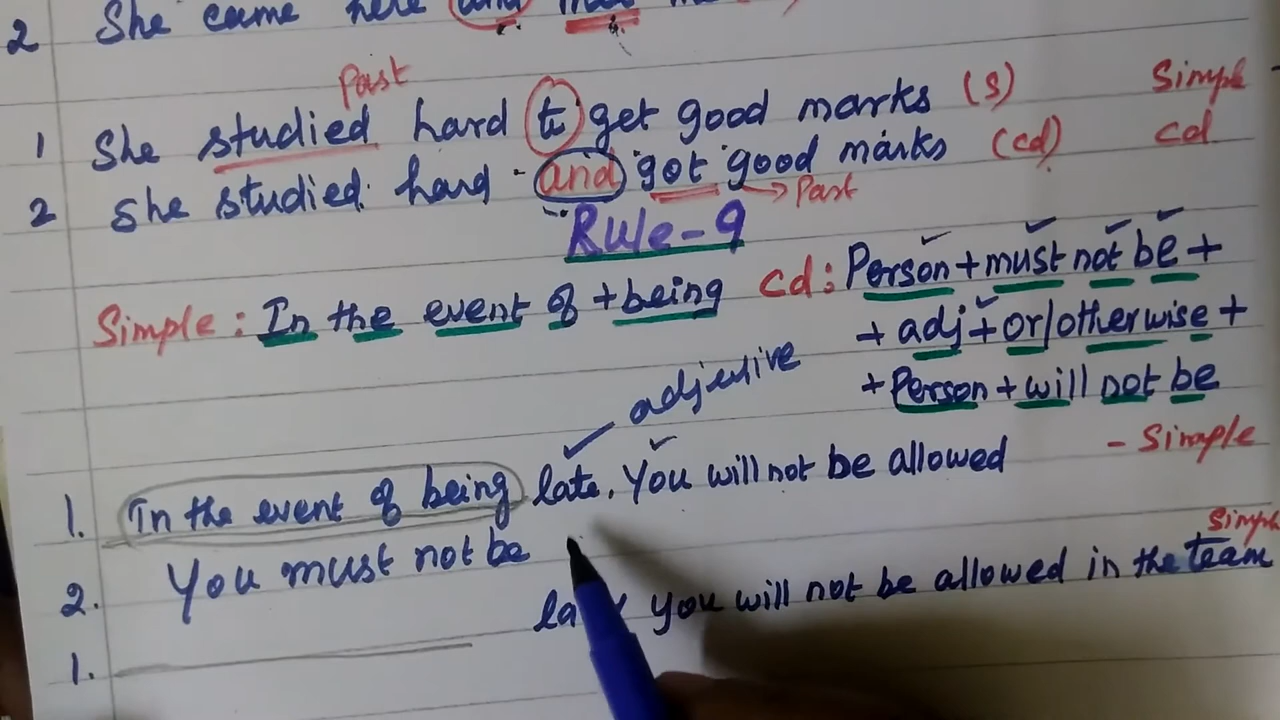 2 She came here and
Past
1 She studied hard to get good marks (s) Simple
2 She studied hard and got good marks (cd) cd
Past
Rule-9
Simple: In the event of + being cd: Person + must not be +
+ adj + or/otherwise +
+ Person + will not be
adjective
1. In the event of being late, You will not be allowed - Simple
2. You must not be
Simple
1. you will not be allowed in the team